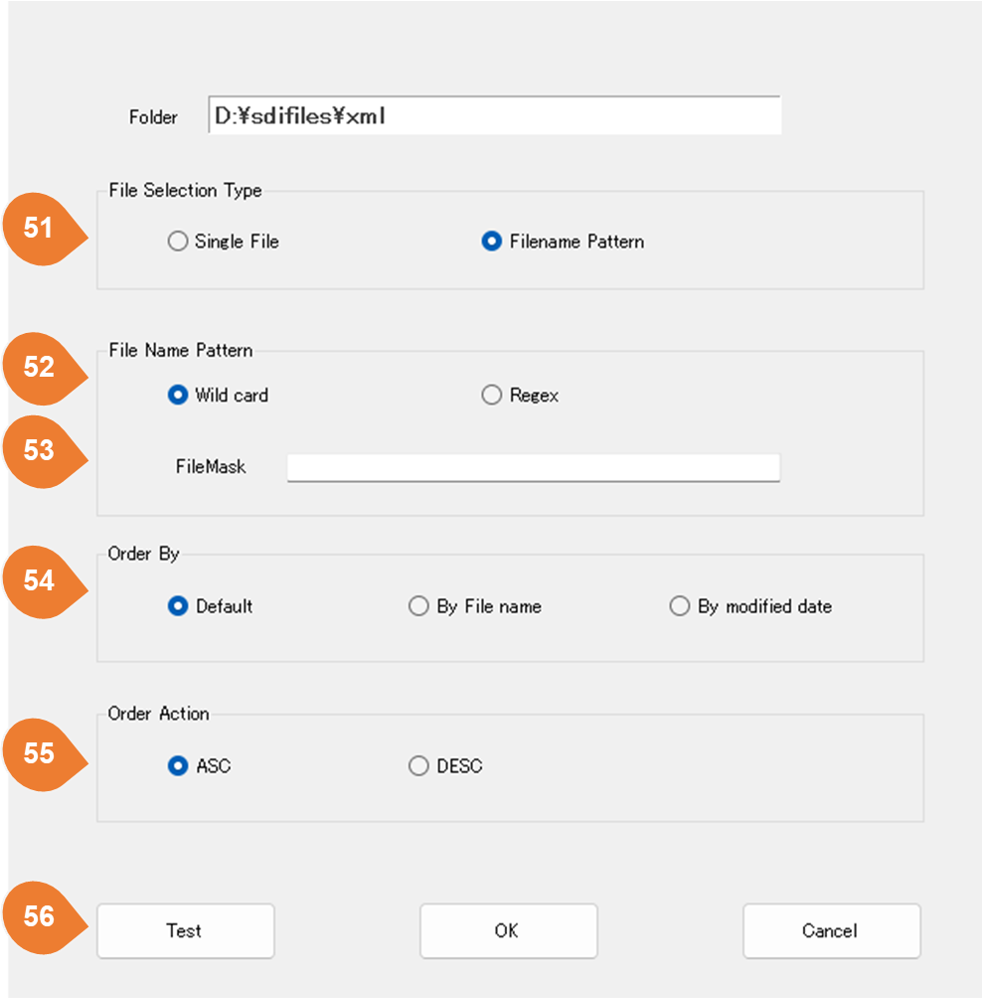 Folder D:¥sdifiles¥xml
File Selection Type
51
Single File Filename Pattern
File Name Pattern
52
Wild card Regex
53
FileMask
Order By
54
Default By File name By modified date
Order Action
55
ASC DESC
56
Test OK Cancel